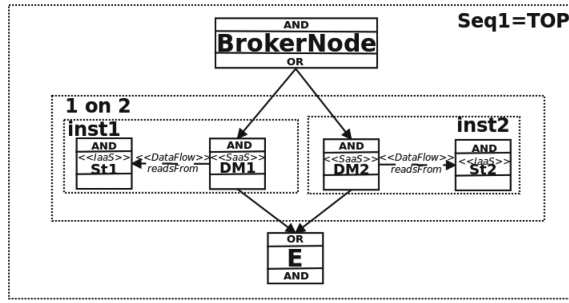 Seq1=TOP
AND
BrokerNode
OR
1 on 2
inst1
inst2
AND
<<IaaS>>
St1
<<DataFlow>>
readsFrom
AND
<<SaaS>>
DM1
AND
<<SaaS>>
DM2
<<DataFlow>>
readsFrom
AND
<<IaaS>>
St2
OR
E
AND